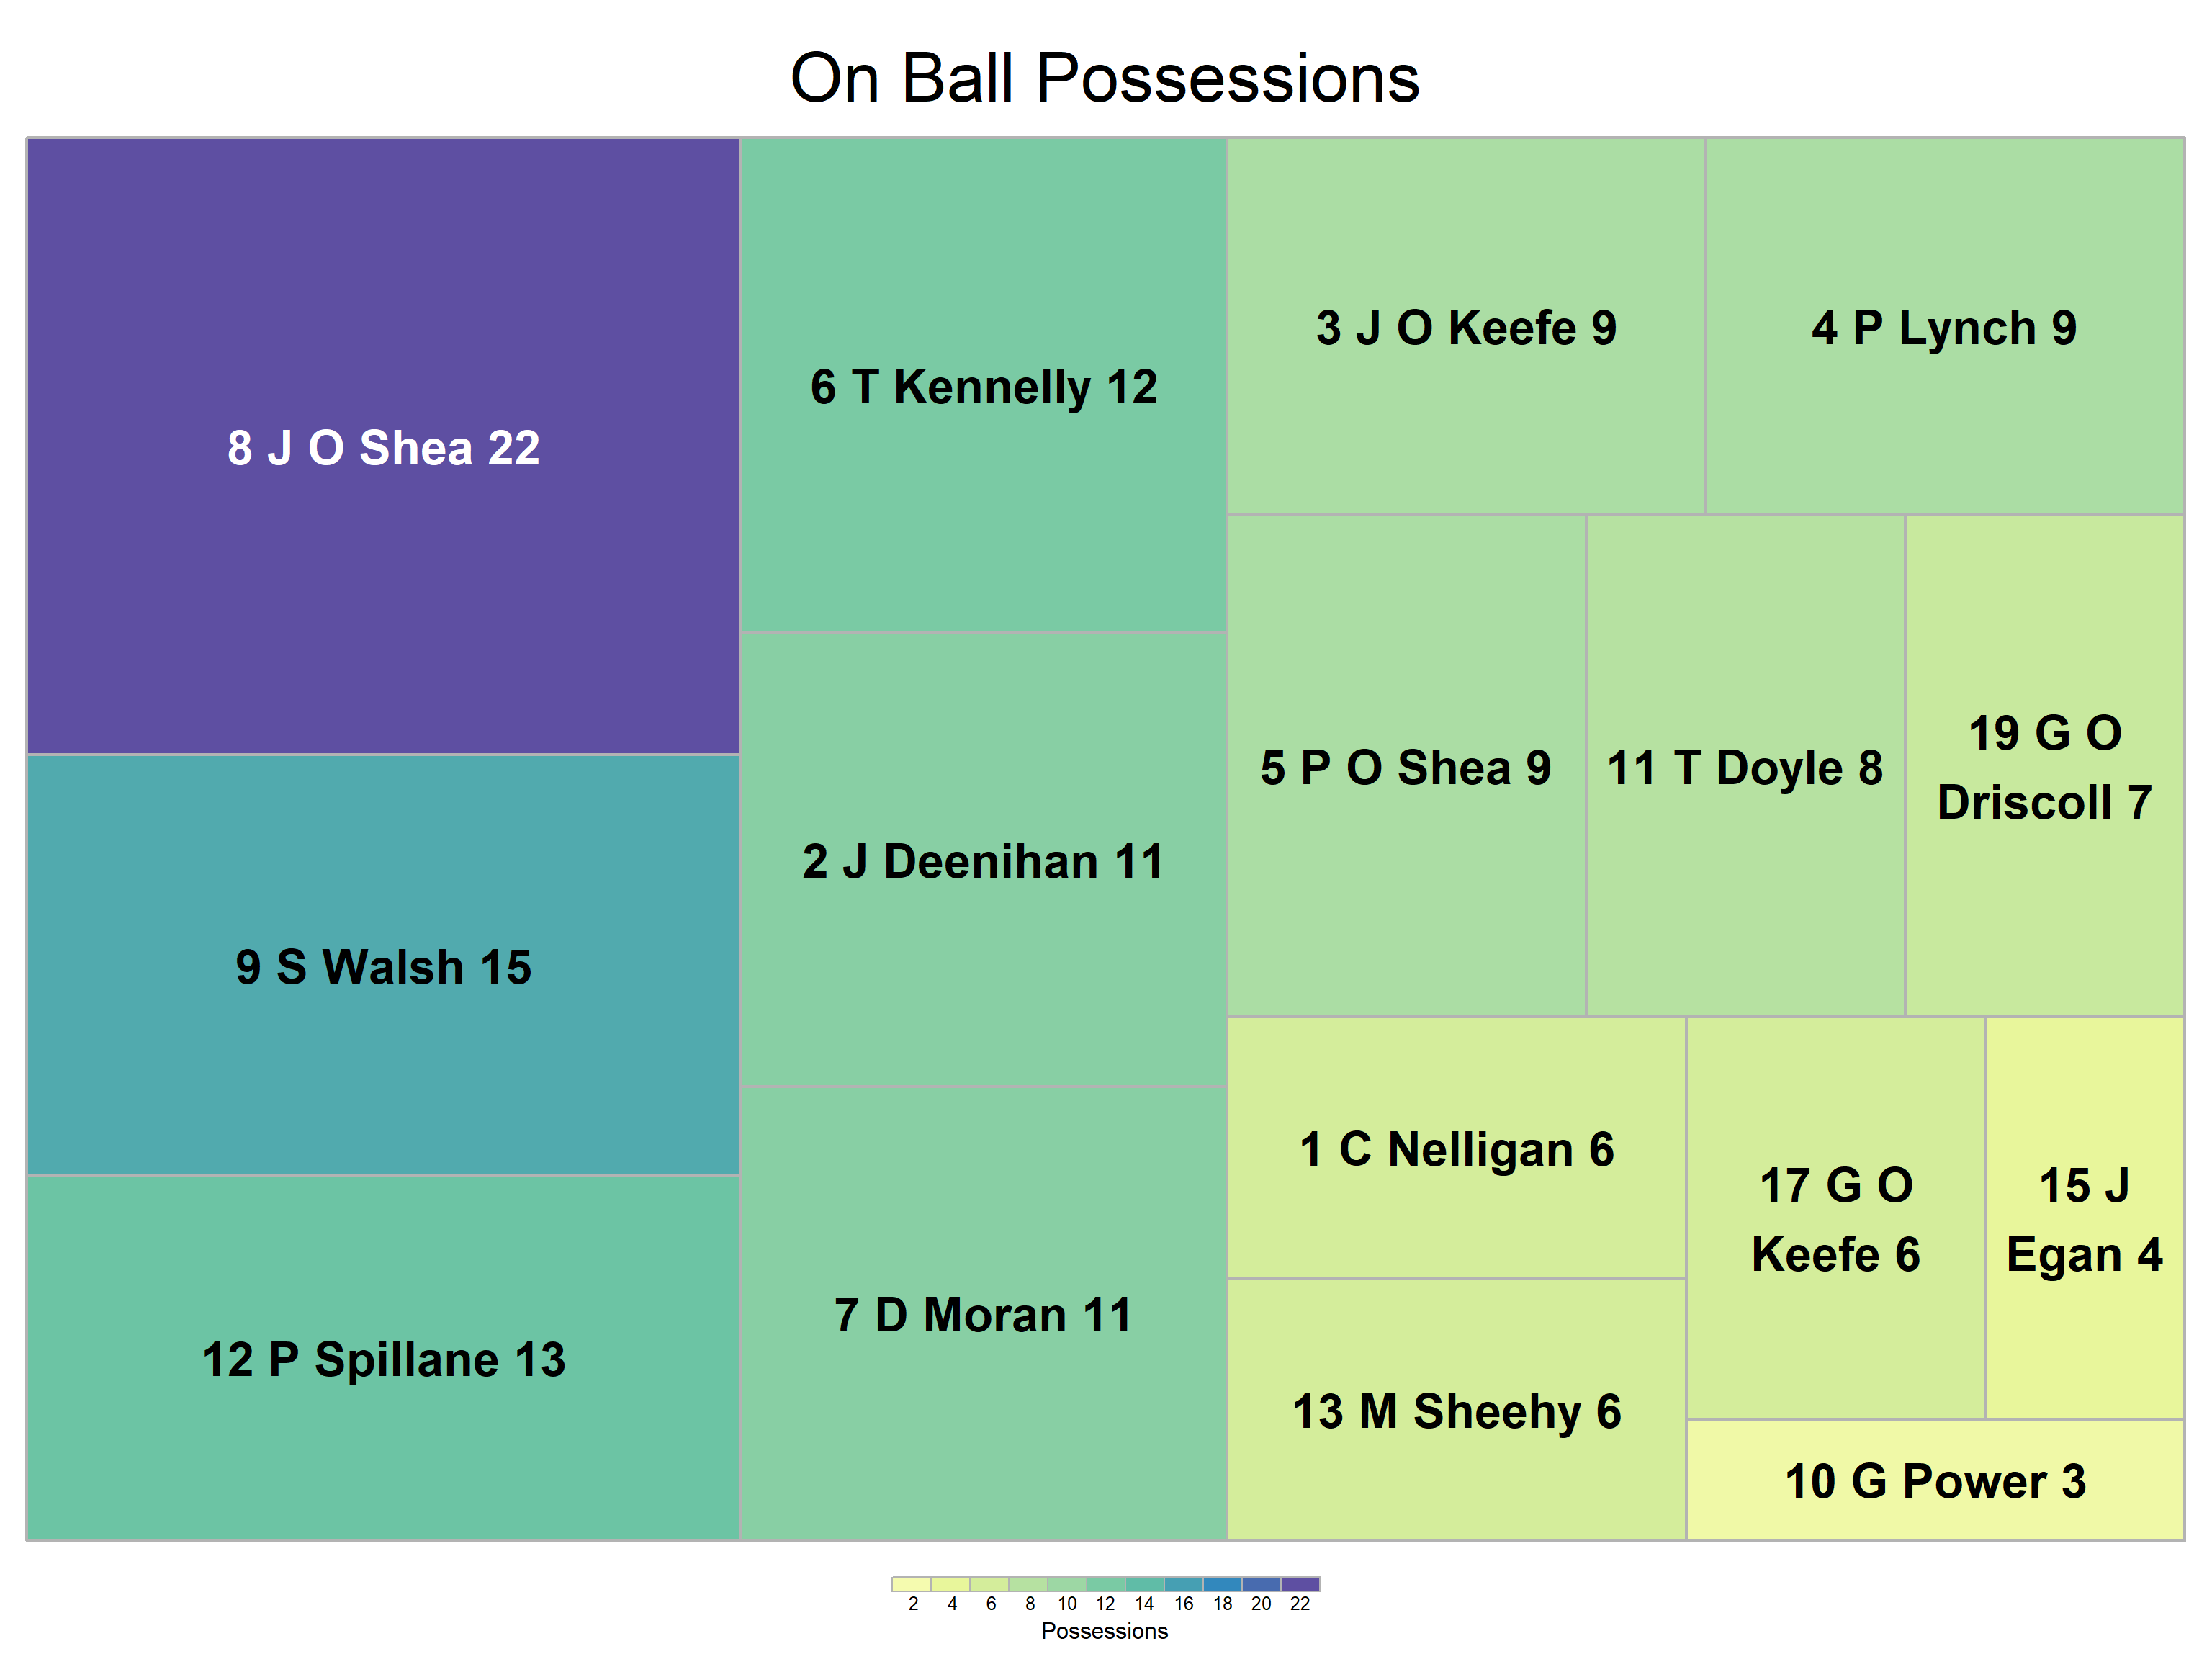 On Ball Possessions
8 J O Shea 22
9 S Walsh 15
12 P Spillane 13
6 T Kennelly 12
2 J Deenihan 11
7 D Moran 11
3 J O Keefe 9
4 P Lynch 9
5 P O Shea 9
11 T Doyle 8
19 G O
Driscoll 7
1 C Nelligan 6
13 M Sheehy 6
17 G O
Keefe 6
15 J
Egan 4
10 G Power 3
2 4 6 8 10 12 14 16 18 20 22
Possessions